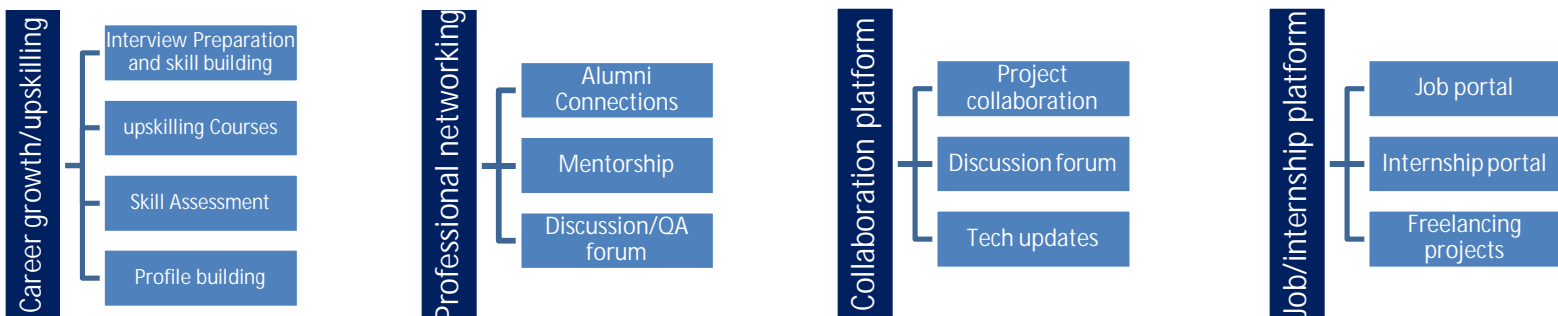 Career growth/upskilling
Interview Preparation
and skill building
upskilling Courses
Skill Assessment
Profile building
Professional networking
Alumni
Connections
Mentorship
Discussion/QA
forum
Collaboration platform
Project
collaboration
Discussion forum
Tech updates
Job/internship platform
Job portal
Internship portal
Freelancing
projects